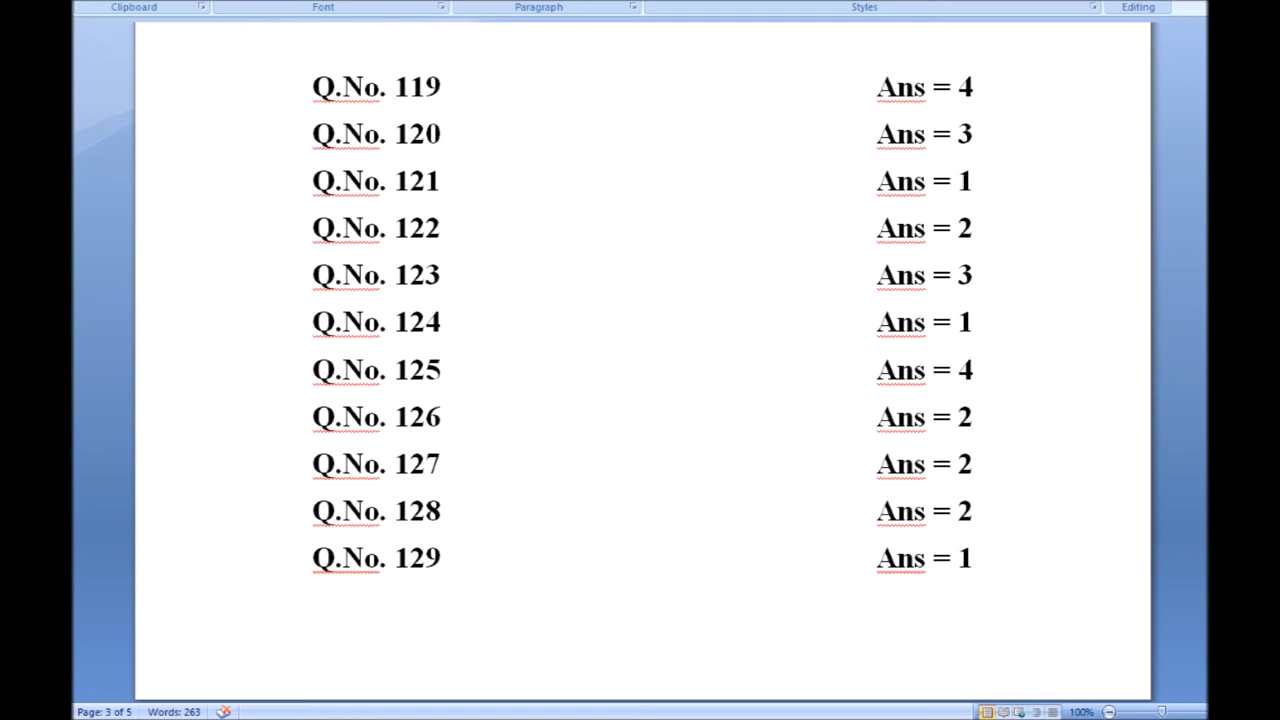 Clipboard Font Paragraph Styles Editing
Q.No. 119 Ans = 4
Q.No. 120 Ans = 3
Q.No. 121 Ans = 1
Q.No. 122 Ans = 2
Q.No. 123 Ans = 3
Q.No. 124 Ans = 1
Q.No. 125 Ans = 4
Q.No. 126 Ans = 2
Q.No. 127 Ans = 2
Q.No. 128 Ans = 2
Q.No. 129 Ans = 1
Page: 3 of 5 Words: 263 100%